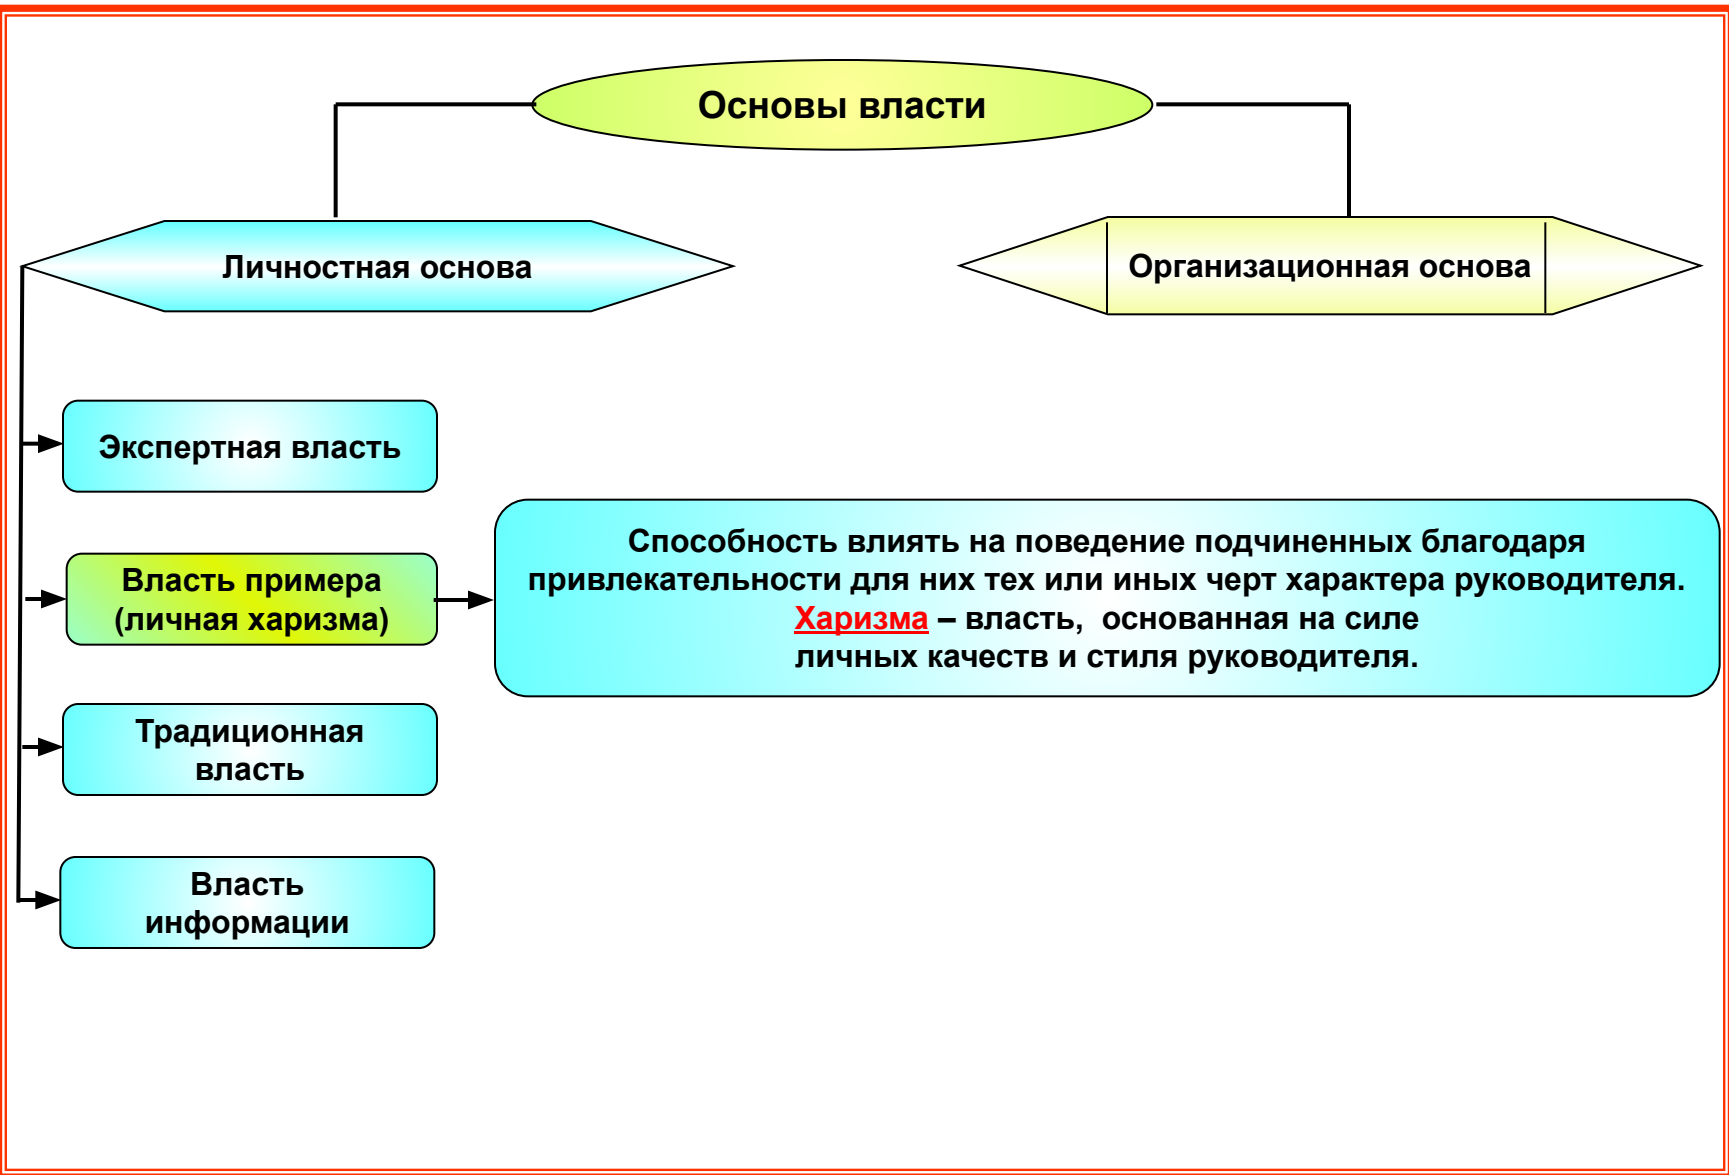 Основы власти
Личностная основа
Организационная основа
Экспертная власть
Власть примера
(личная харизма)
Способность влиять на поведение подчиненных благодаря
привлекательности для них тех или иных черт характера руководителя.
Харизма – власть,  основанная на силе
личных качеств и стиля руководителя.
Традиционная
власть
Власть
информации